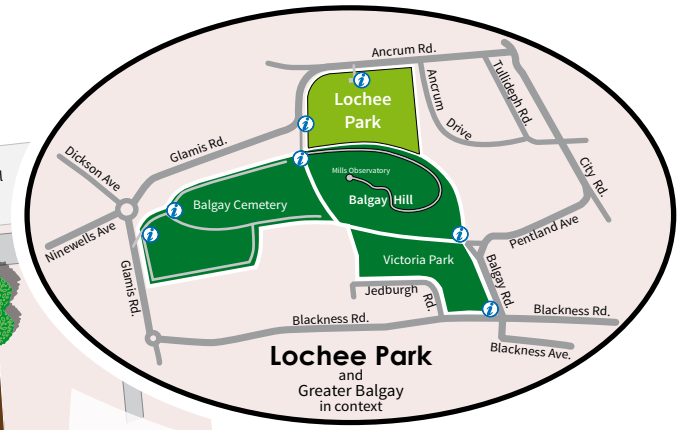 Ancrum Rd.
Lochee
Park
Ancrum
Drive
Tullideph Rd.
Glamis Rd.
Dickson Ave
Mills Observatory
City Rd.
Balgay Cemetery
Balgay Hill
Ninewells Ave
Pentland Ave
Victoria Park
Balgay Rd.
Glamis Rd.
Jedburgh
Rd.
Blackness Rd.
Blackness Rd.
Blackness Ave.
Lochee Park
and
Greater Balgay
in context
i
i
i
i
i
i
i